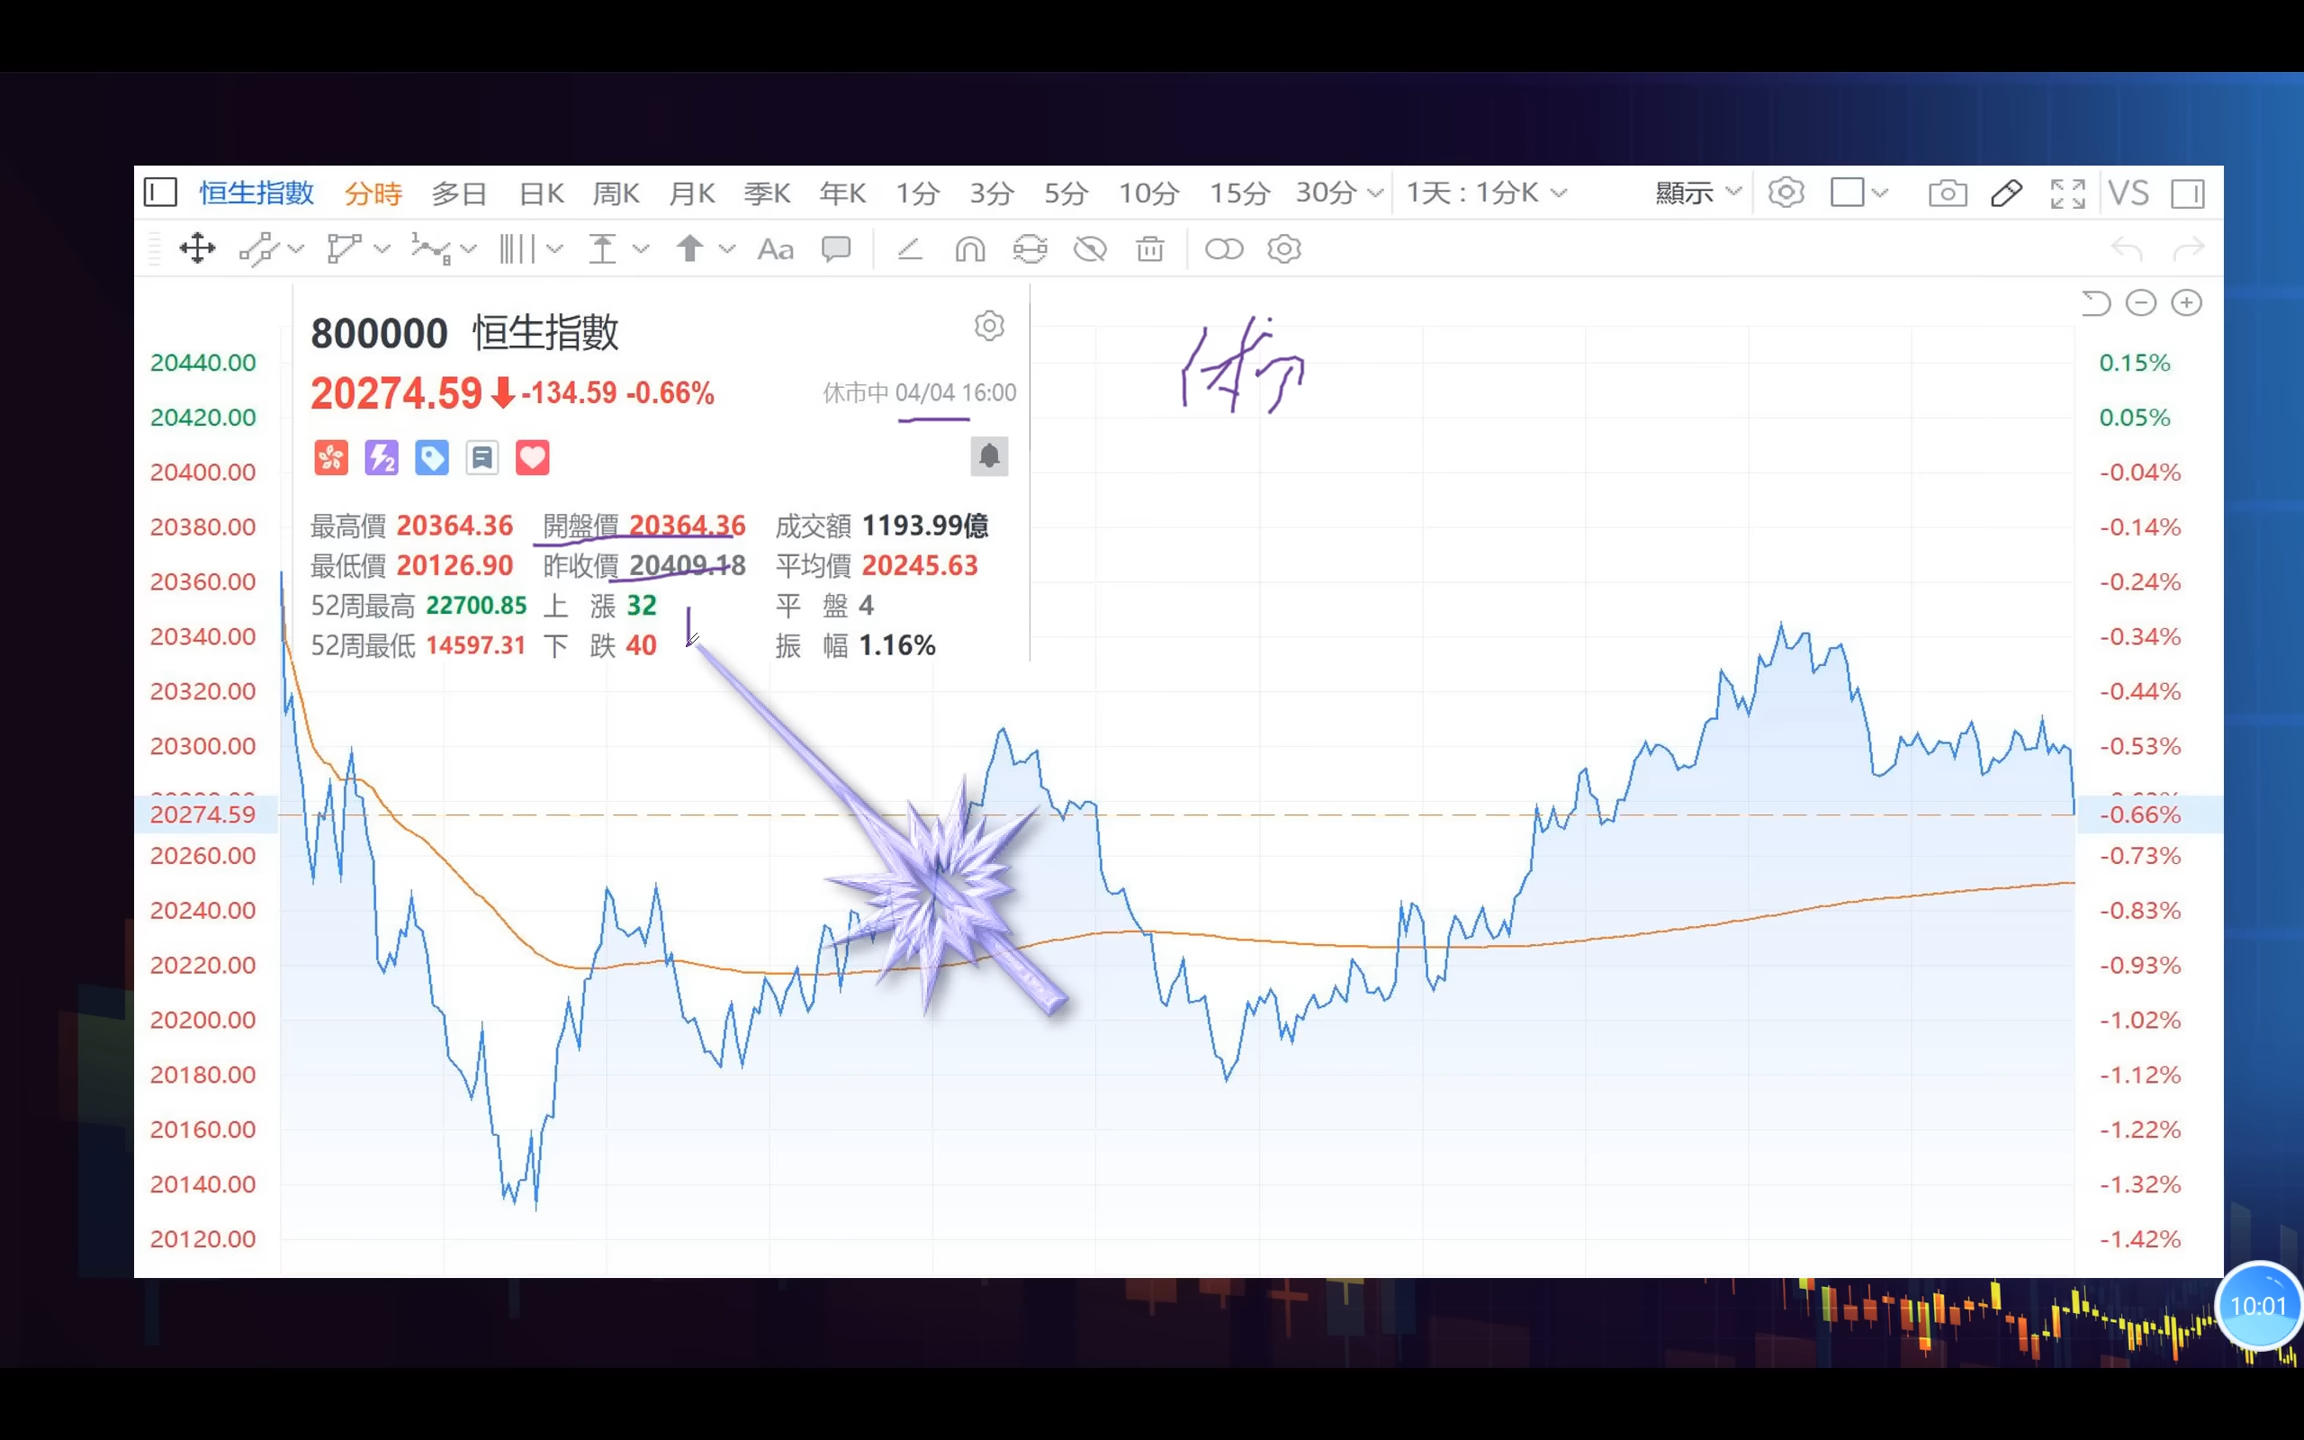 恒生指數 分時 多日 日K 周K 月K 季K 年K 1分 3分 5分 10分 15分 30分 1天 : 1分K 顯示 VS
Aa
800000 恒生指數
20274.59 -134.59 -0.66% 休市中 04/04 16:00
最高價 20364.36 開盤價 20364.36 成交額 1193.99億
最低價 20126.90 昨收價 20409.18 平均價 20245.63
52周最高 22700.85 上 漲 32 平 盤 4
52周最低 14597.31 下 跌 40 振 幅 1.16%
20440.00 0.15%
20420.00 0.05%
20400.00 -0.04%
20380.00 -0.14%
20360.00 -0.24%
20340.00 -0.34%
20320.00 -0.44%
20300.00 -0.53%
20274.59 -0.66%
20260.00 -0.73%
20240.00 -0.83%
20220.00 -0.93%
20200.00 -1.02%
20180.00 -1.12%
20160.00 -1.22%
20140.00 -1.32%
20120.00 -1.42%
10:01